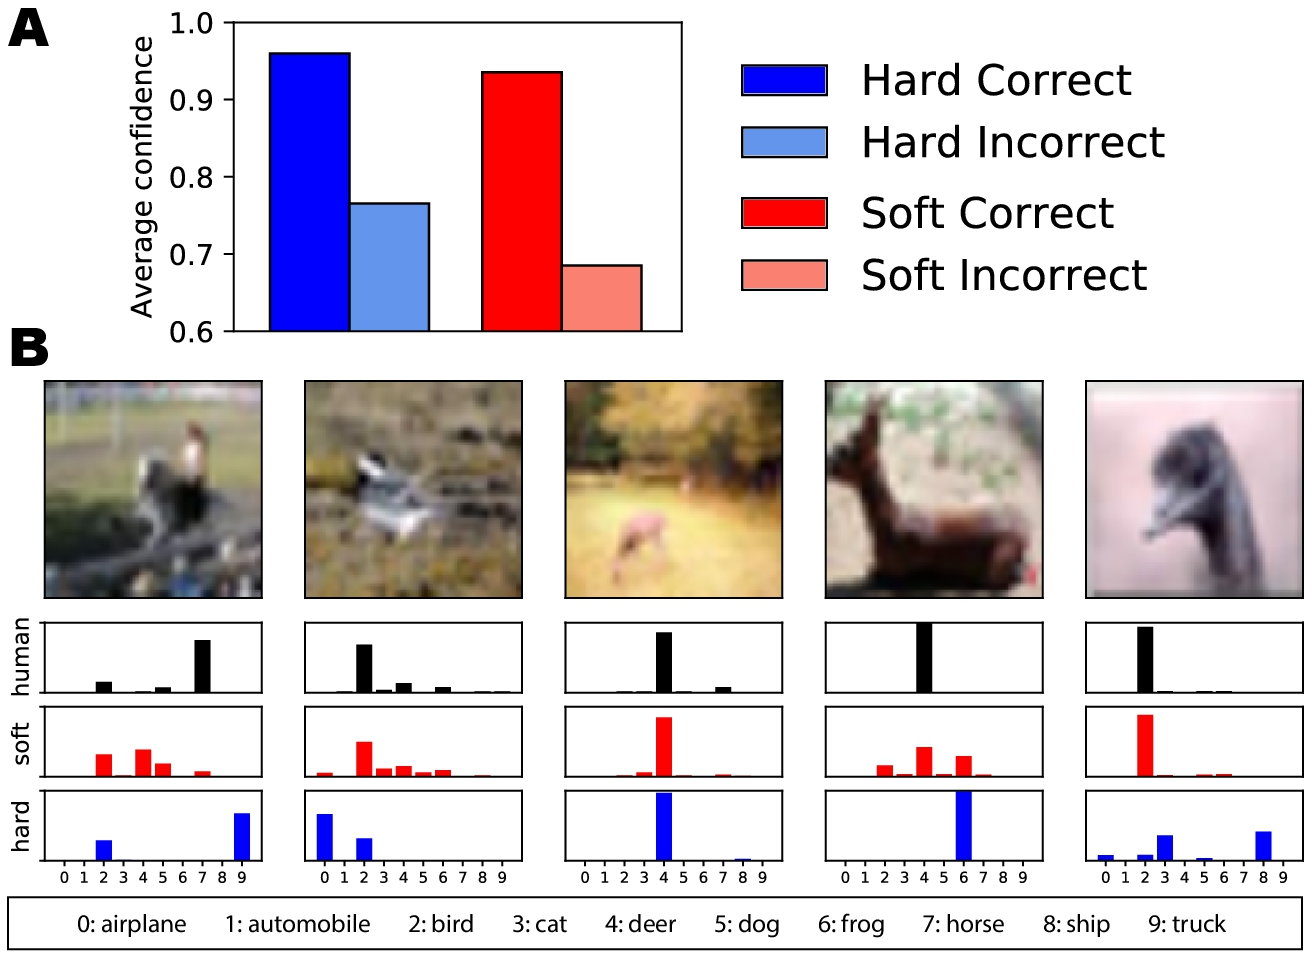 A
1.0
0.9
0.8
0.7
0.6
Average confidence
Hard Correct
Hard Incorrect
Soft Correct
Soft Incorrect
B
human
soft
hard
0 1 2 3 4 5 6 7 8 9
0 1 2 3 4 5 6 7 8 9
0 1 2 3 4 5 6 7 8 9
0 1 2 3 4 5 6 7 8 9
0 1 2 3 4 5 6 7 8 9
0: airplane 1: automobile 2: bird 3: cat 4: deer 5: dog 6: frog 7: horse 8: ship 9: truck